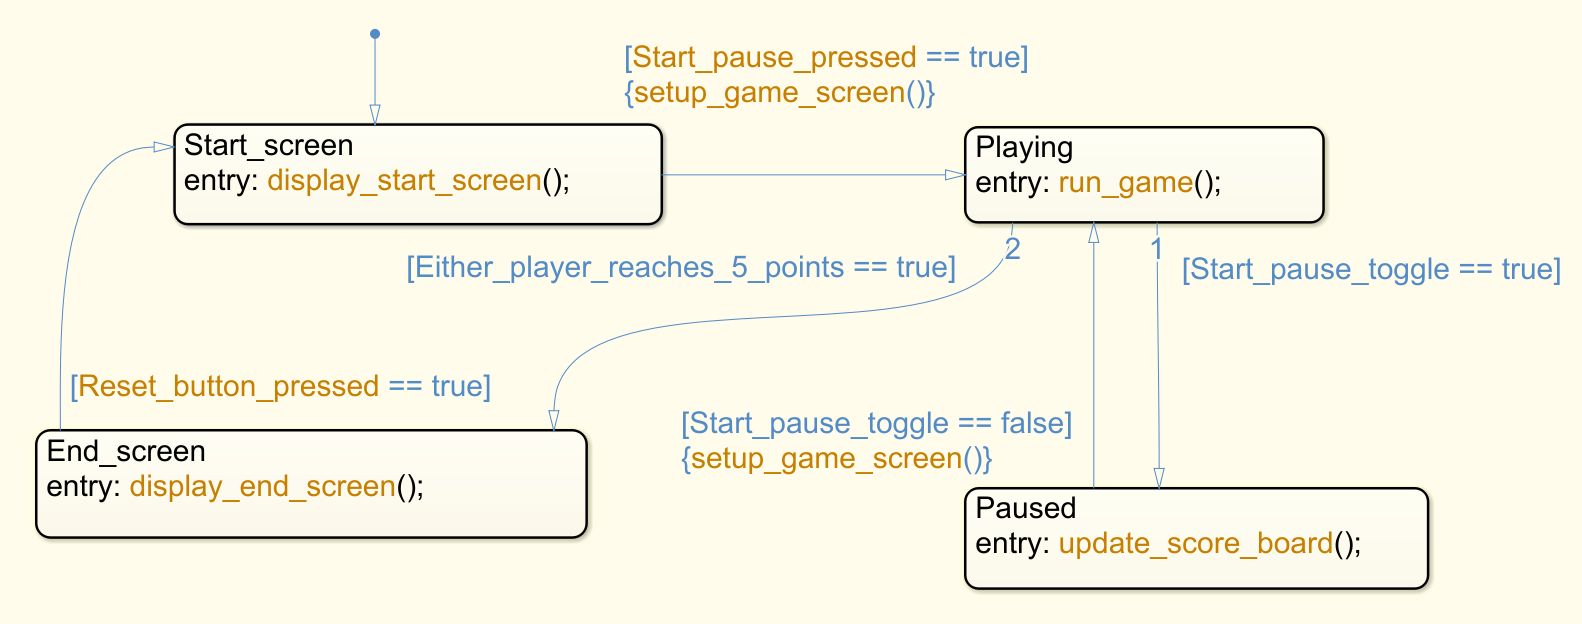 [Start_pause_pressed == true]
{setup_game_screen()}
Start_screen
entry: display_start_screen();
Playing
entry: run_game();
2
1
[Either_player_reaches_5_points == true]
[Start_pause_toggle == true]
[Reset_button_pressed == true]
[Start_pause_toggle == false]
{setup_game_screen()}
End_screen
entry: display_end_screen();
Paused
entry: update_score_board();